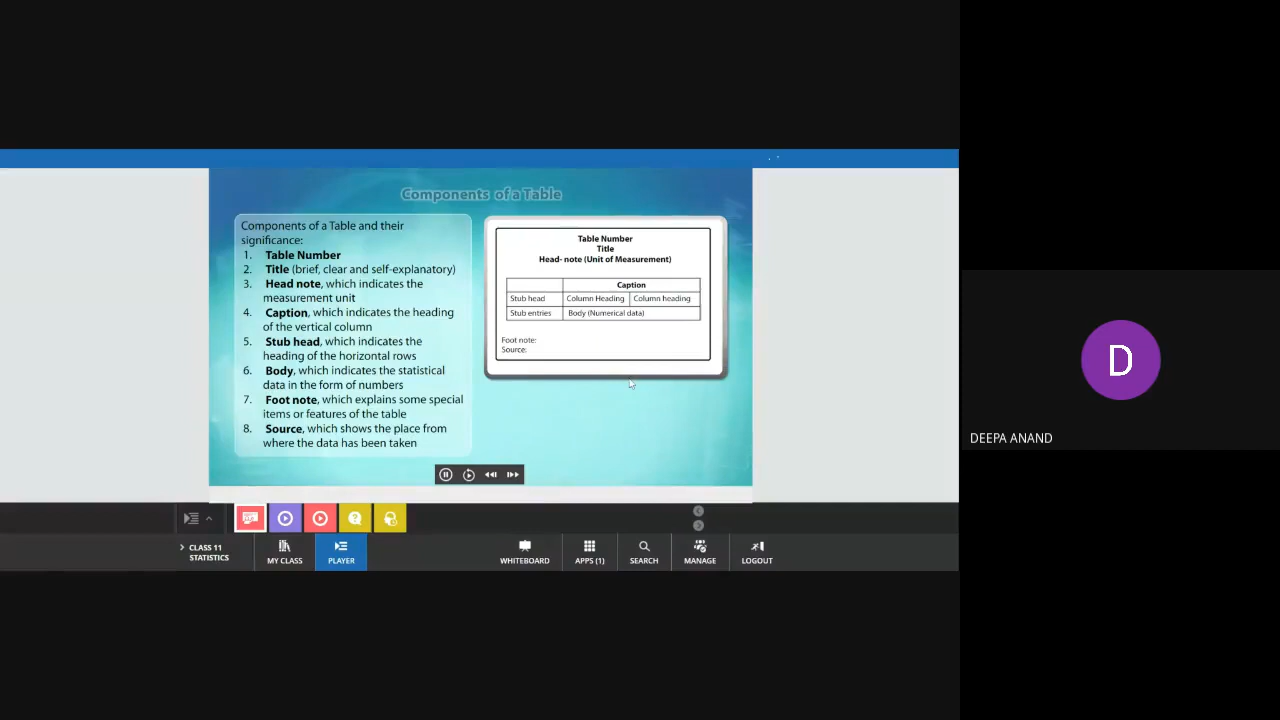 Components of a Table
Components of a Table and their
significance:
1. Table Number
2. Title (brief, clear and self-explanatory)
3. Head note, which indicates the
measurement unit
4. Caption, which indicates the heading
of the vertical column
5. Stub head, which indicates the
heading of the horizontal rows
6. Body, which indicates the statistical
data in the form of numbers
7. Foot note, which explains some special
items or features of the table
8. Source, which shows the place from
where the data has been taken
Table Number
Title
Head- note (Unit of Measurement)
Caption
Stub head Column Heading Column heading
Stub entries Body (Numerical data)
Foot note:
Source:
CLASS 11
STATISTICS
MY CLASS
PLAYER
WHITEBOARD
APPS (1)
SEARCH
MANAGE
LOGOUT
D
DEEPA ANAND